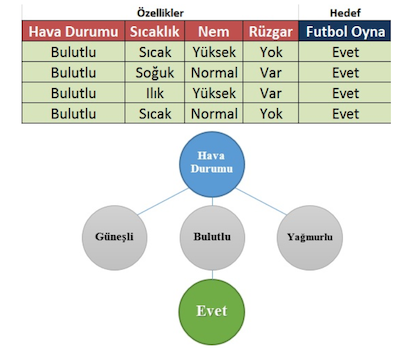 Özellikler Hedef
Hava Durumu Sıcaklık Nem Rüzgar Futbol Oyna
Bulutlu Sıcak Yüksek Yok Evet
Bulutlu Soğuk Normal Var Evet
Bulutlu Ilık Yüksek Var Evet
Bulutlu Sıcak Normal Yok Evet
Hava
Durumu
Güneşli Bulutlu Yağmurlu
Evet